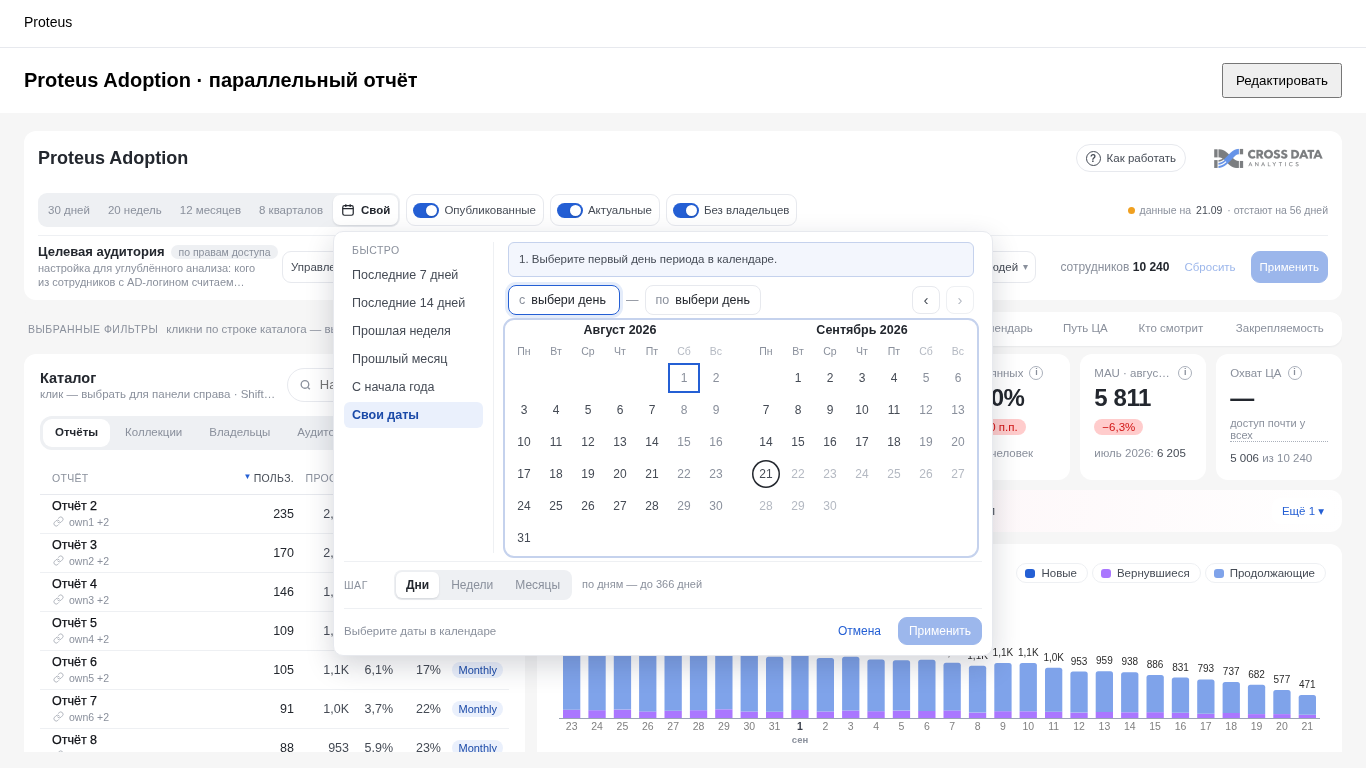 Proteus
Proteus Adoption · параллельный отчёт
Редактировать
Proteus Adoption
? Как работать
CROSS DATA
ANALYTICS
30 дней 20 недель 12 месяцев 8 кварталов Свой Опубликованные Актуальные Без владельцев
данные на 21.09 · отстают на 56 дней
Целевая аудитория по правам доступа
настройка для углублённого анализа: кого
из сотрудников с AD-логином считаем…
сотрудников 10 240 Сбросить Применить
ВЫБРАННЫЕ ФИЛЬТРЫ кликни по строке каталога —
Путь ЦА Кто смотрит Закрепляемость
БЫСТРО
Последние 7 дней
Последние 14 дней
Прошлая неделя
Прошлый месяц
С начала года
Свои даты
1. Выберите первый день периода в календаре.
с выбери день — по выбери день ‹ ›
Август 2026 Сентябрь 2026
Пн Вт Ср Чт Пт Сб Вс Пн Вт Ср Чт Пт Сб Вс
1 2 1 2 3 4 5 6
3 4 5 6 7 8 9 7 8 9 10 11 12 13
10 11 12 13 14 15 16 14 15 16 17 18 19 20
17 18 19 20 21 22 23 21 22 23 24 25 26 27
24 25 26 27 28 29 30 28 29 30
31
ШАГ Дни Недели Месяцы по дням — до 366 дней
Выберите даты в календаре Отмена Применить
Каталог
клик — выбрать для панели справа · Shift…
Отчёты Коллекции Владельцы
ОТЧЁТ ▼ ПОЛЬЗ.
Отчёт 2
own1 +2
235
Отчёт 3
own2 +2
170
Отчёт 4
own3 +2
146
Отчёт 5
own4 +2
109
Отчёт 6
own5 +2
105 1,1K 6,1% 17% Monthly
Отчёт 7
own6 +2
91 1,0K 3,7% 22% Monthly
Отчёт 8
88 953 5.9% 23% Monthly
MAU · авгус… i
5 811
−6,3%
июль 2026: 6 205
Охват ЦА i
—
доступ почти у
всех
5 006 из 10 240
Ещё 1 ▾
Новые Вернувшиеся Продолжающие
1,1K 1,1K 1,0K 953 959 938 886 831 793 737 682 577 471
23 24 25 26 27 28 29 30 31 1 2 3 4 5 6 7 8 9 10 11 12 13 14 15 16 17 18 19 20 21
сен